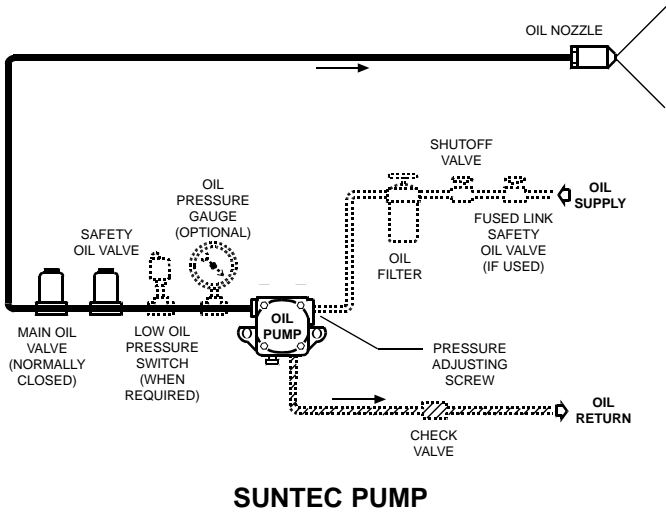 OIL NOZZLE
SHUTOFF
VALVE
OIL
PRESSURE
GAUGE
(OPTIONAL)
OIL
SUPPLY
SAFETY
OIL VALVE
FUSED LINK
SAFETY
OIL VALVE
(IF USED)
OIL
FILTER
OIL
PUMP
MAIN OIL
VALVE
(NORMALLY
CLOSED)
LOW OIL
PRESSURE
SWITCH
(WHEN
REQUIRED)
PRESSURE
ADJUSTING
SCREW
OIL
RETURN
CHECK
VALVE
SUNTEC PUMP